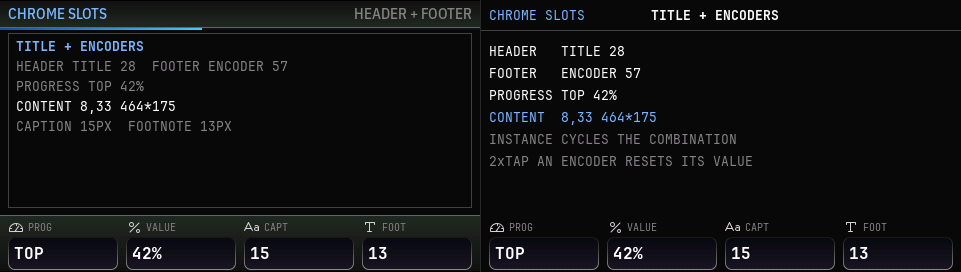 CHROME SLOTS HEADER + FOOTER
TITLE + ENCODERS
HEADER TITLE 28 FOOTER ENCODER 57
PROGRESS TOP 42%
CONTENT 8,33 464*175
CAPTION 15PX FOOTNOTE 13PX
PROG VALUE Aa CAPT T FOOT
TOP 42% 15 13
CHROME SLOTS TITLE + ENCODERS
HEADER TITLE 28
FOOTER ENCODER 57
PROGRESS TOP 42%
CONTENT 8,33 464*175
INSTANCE CYCLES THE COMBINATION
2xTAP AN ENCODER RESETS ITS VALUE
PROG VALUE Aa CAPT T FOOT
TOP 42% 15 13